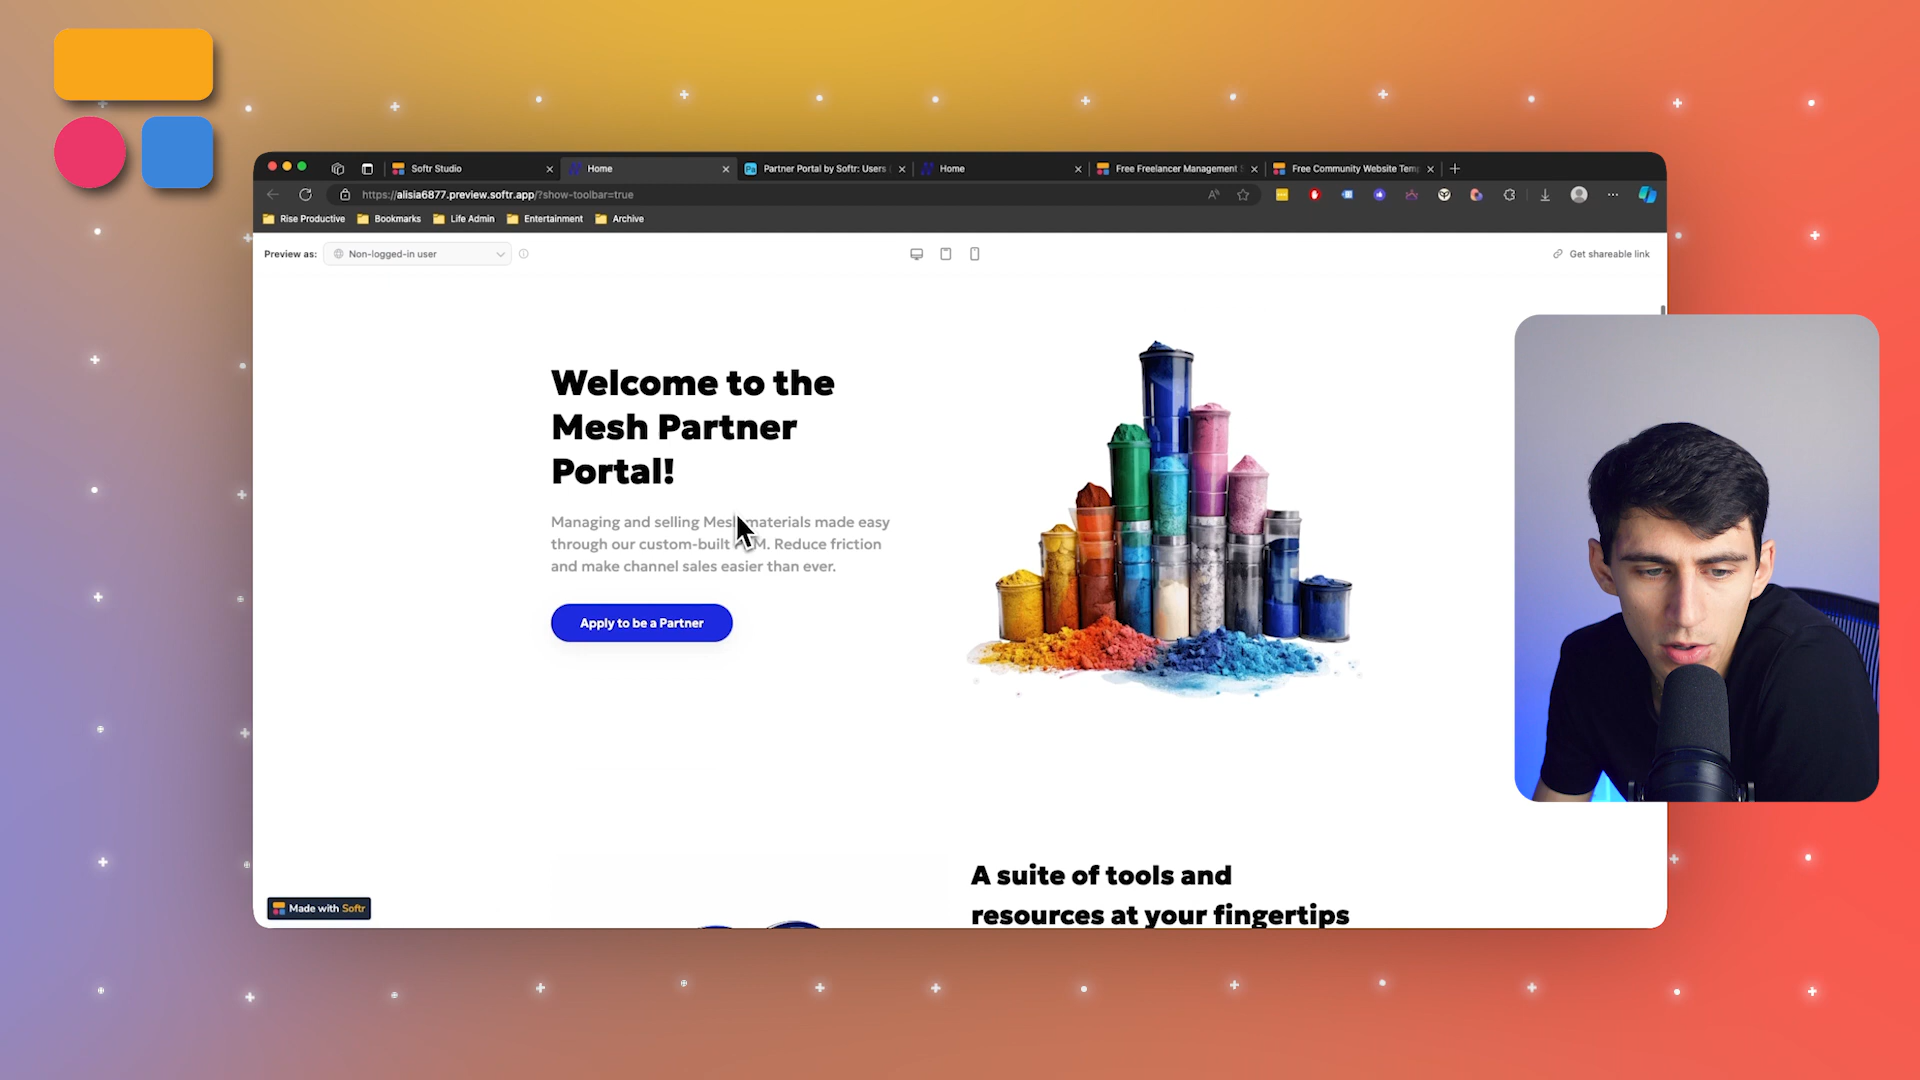 Softr Studio
Home
Partner Portal by Softr: Users
Home
Free Freelancer Management
Free Community Website Temp
https://alisia6877.preview.softr.app/?show-toolbar=true
Rise Productive
Bookmarks
Life Admin
Entertainment
Archive
Preview as:
Non-logged-in user
Get shareable link
Welcome to the
Mesh Partner
Portal!
Managing and selling Mesh materials made easy
through our custom-built M. Reduce friction
and make channel sales easier than ever.
Apply to be a Partner
A suite of tools and
resources at your fingertips
Made with Softr